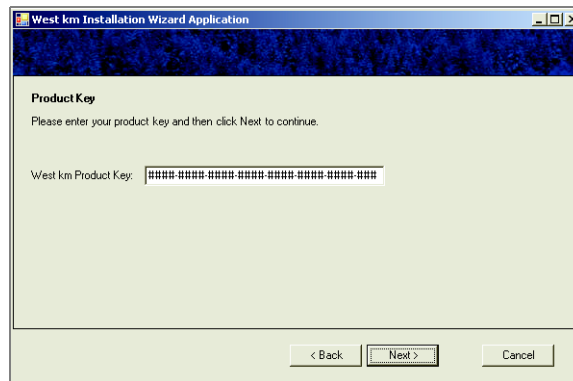 West km Installation Wizard Application
Product Key
Please enter your product key and then click Next to continue.
West km Product Key: ####-####-####-####-####-####-####-###
< Back Next > Cancel